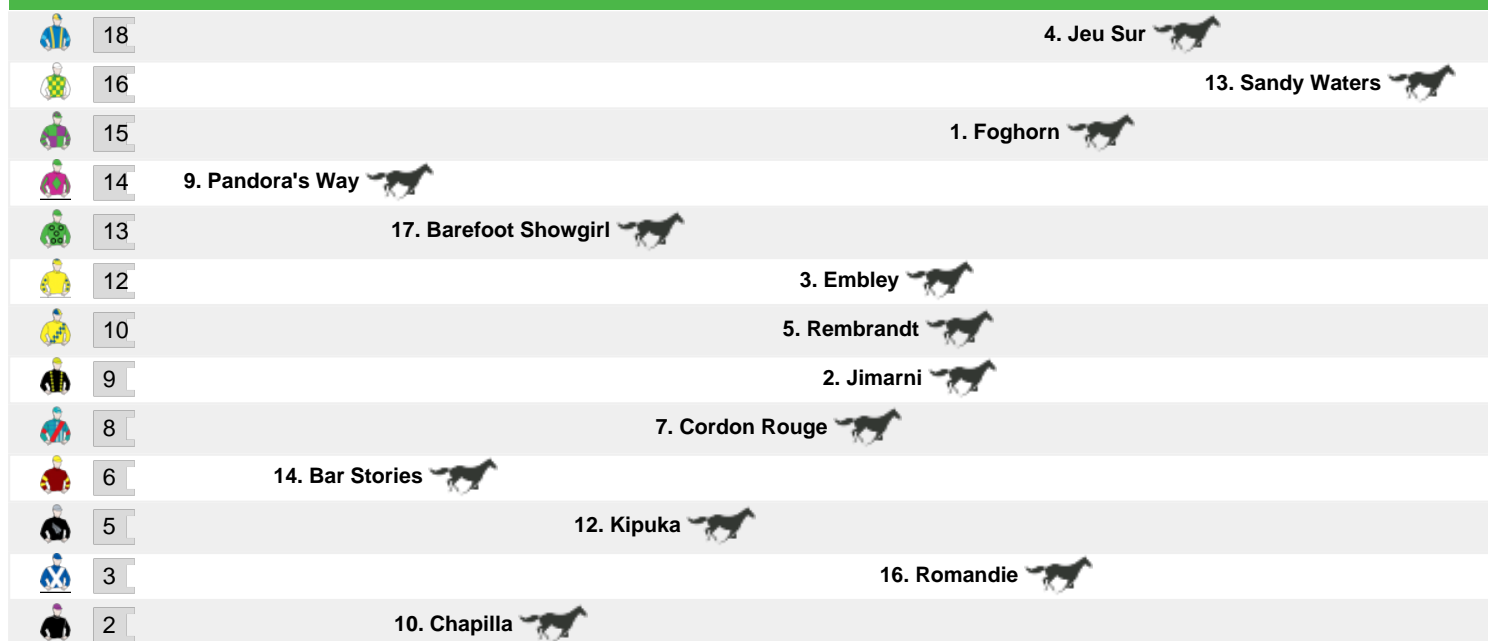 18 4. Jeu Sur
16 13. Sandy Waters
15 1. Foghorn
14 9. Pandora's Way
13 17. Barefoot Showgirl
12 3. Embley
10 5. Rembrandt
9 2. Jimarni
8 7. Cordon Rouge
6 14. Bar Stories
5 12. Kipuka
3 16. Romandie
2 10. Chapilla